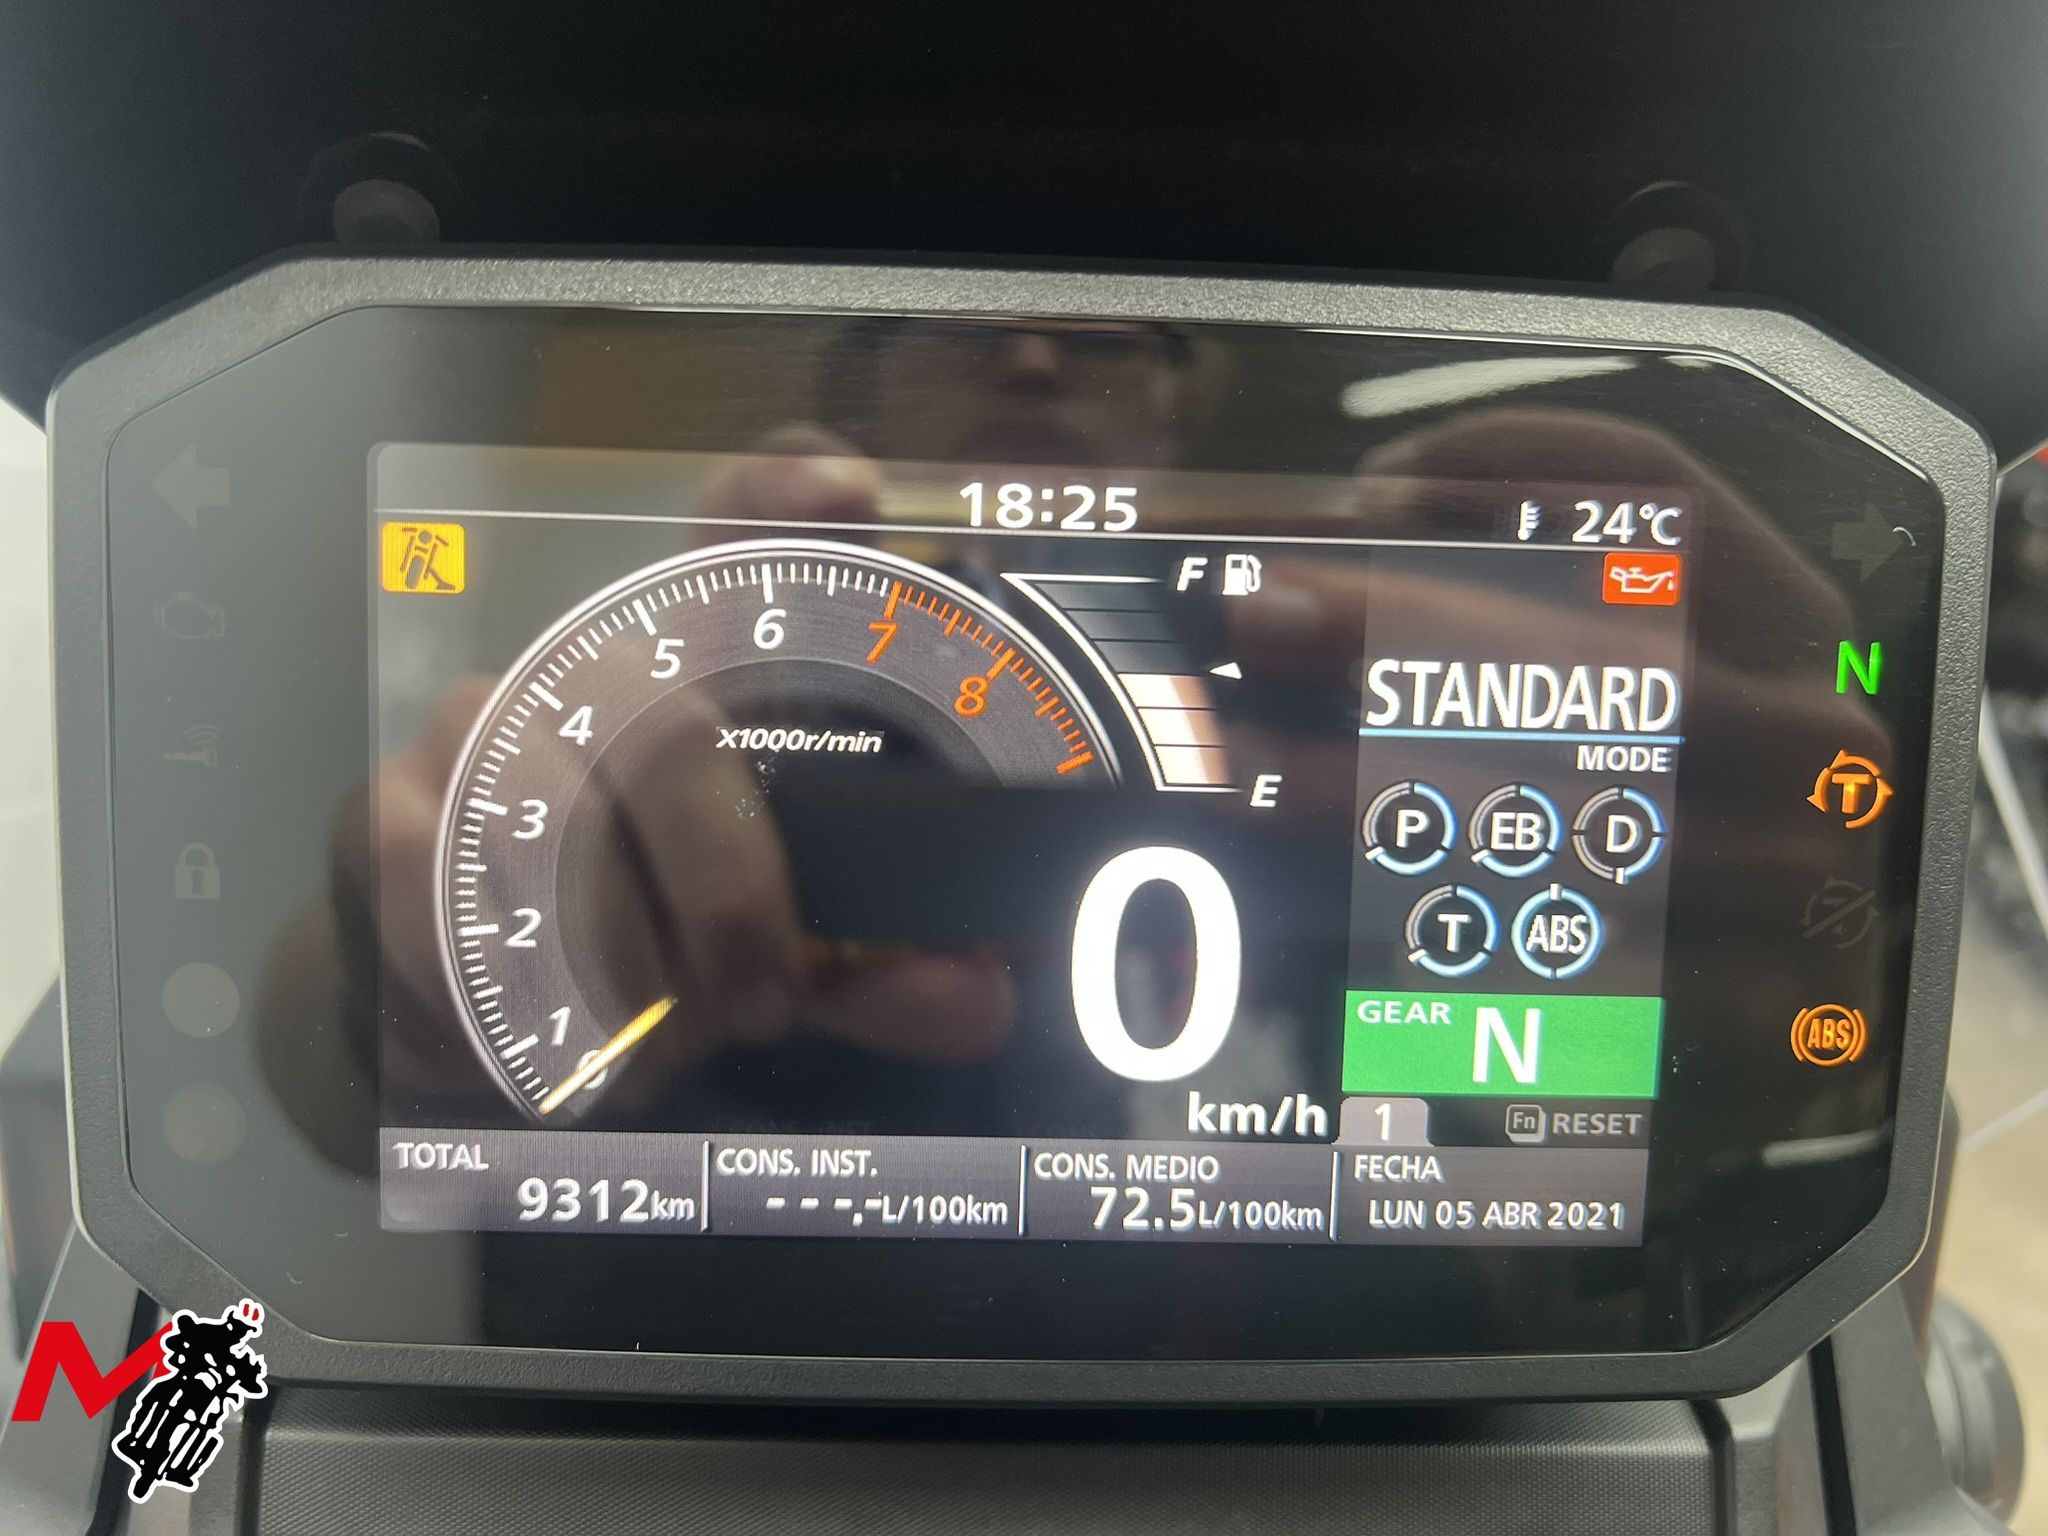 18:25
24°C
F
5
6
7
4
8
x1000r/min
3
2
1
0
E
STANDARD
MODE
P EB D
T ABS
GEAR N
0
km/h
1
Fn RESET
TOTAL
9312km
CONS. INST.
---.-L/100km
CONS. MEDIO
72.5L/100km
FECHA
LUN 05 ABR 2021
N
T
ABS
M